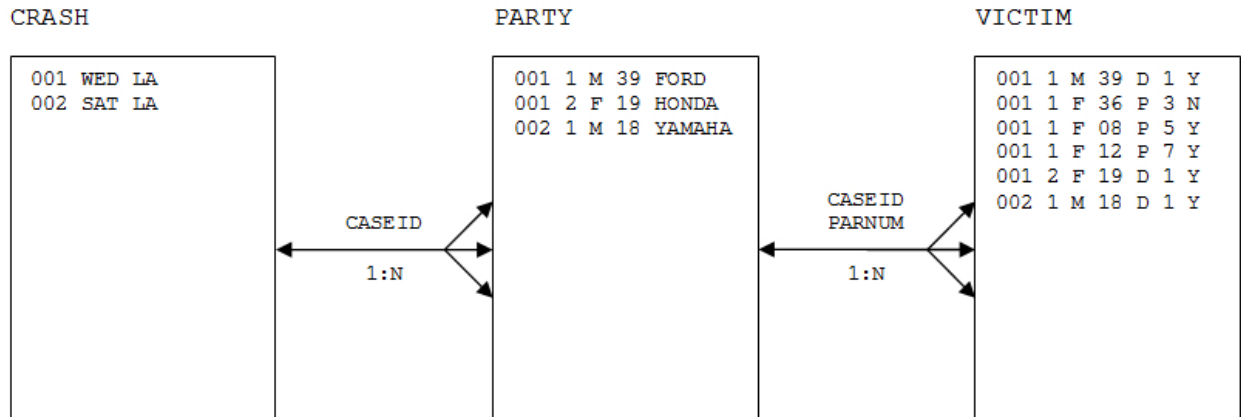 CRASH
001 WED LA
002 SAT LA
CASEID
1:N
PARTY
001 1 M 39 FORD
001 2 F 19 HONDA
002 1 M 18 YAMAHA
CASEID
PARNUM
1:N
VICTIM
001 1 M 39 D 1 Y
001 1 F 36 P 3 N
001 1 F 08 P 5 Y
001 1 F 12 P 7 Y
001 2 F 19 D 1 Y
002 1 M 18 D 1 Y